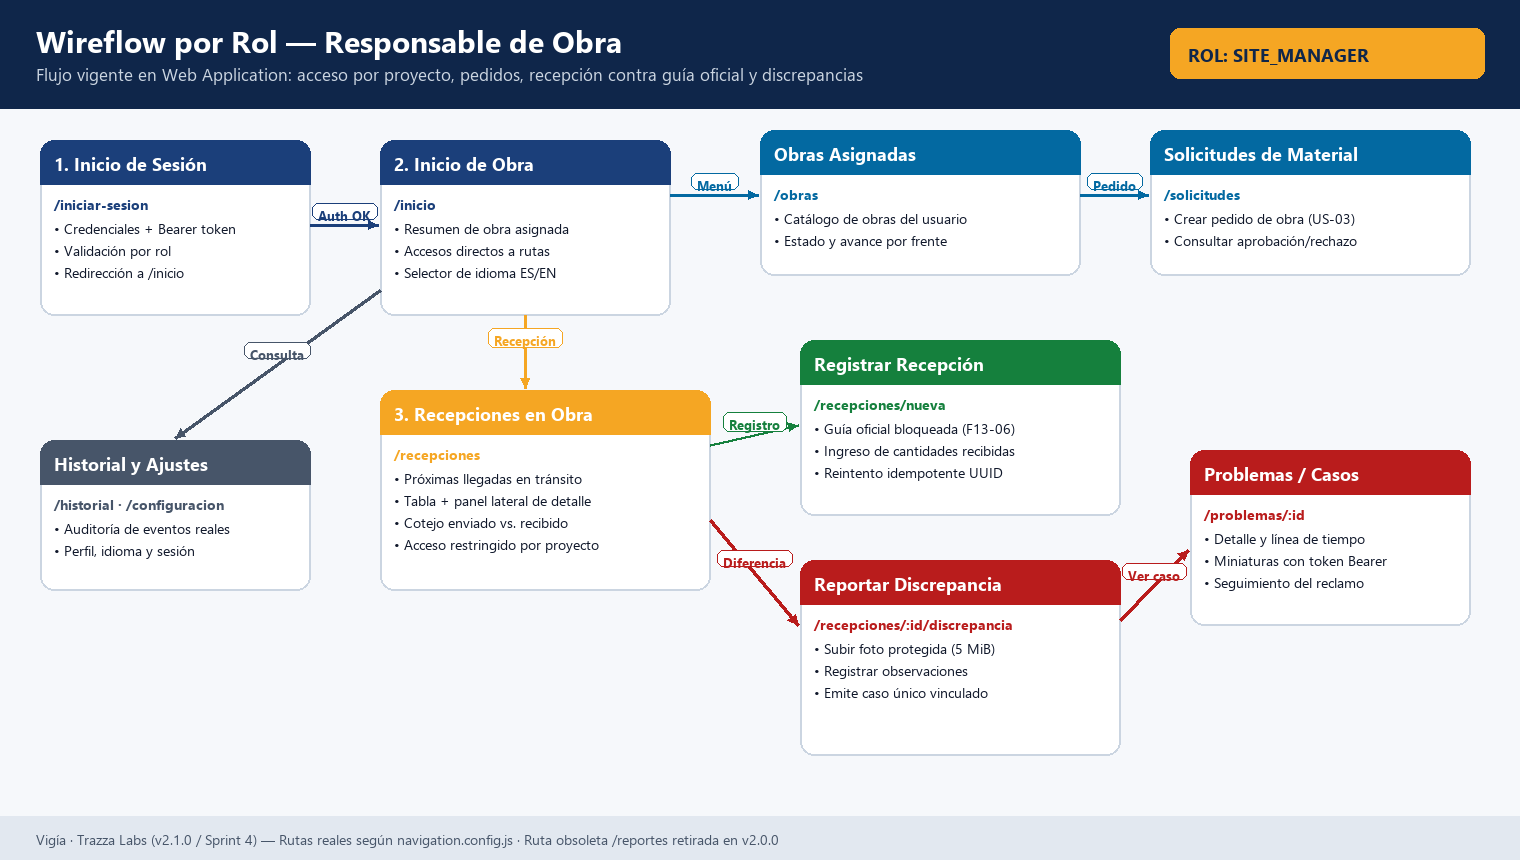 Wireflow por Rol — Responsable de Obra
Flujo vigente en Web Application: acceso por proyecto, pedidos, recepción contra guía oficial y discrepancias
ROL: SITE_MANAGER
1. Inicio de Sesión
/iniciar-sesion
• Credenciales + Bearer token
• Validación por rol
• Redirección a /inicio
Auth OK
2. Inicio de Obra
/inicio
• Resumen de obra asignada
• Accesos directos a rutas
• Selector de idioma ES/EN
Menú
Obras Asignadas
/obras
• Catálogo de obras del usuario
• Estado y avance por frente
Pedido
Solicitudes de Material
/solicitudes
• Crear pedido de obra (US-03)
• Consultar aprobación/rechazo
Consulta
Recepción
Historial y Ajustes
/historial · /configuracion
• Auditoría de eventos reales
• Perfil, idioma y sesión
3. Recepciones en Obra
/recepciones
• Próximas llegadas en tránsito
• Tabla + panel lateral de detalle
• Cotejo enviado vs. recibido
• Acceso restringido por proyecto
Registro
Registrar Recepción
/recepciones/nueva
• Guía oficial bloqueada (F13-06)
• Ingreso de cantidades recibidas
• Reintento idempotente UUID
Diferencia
Reportar Discrepancia
/recepciones/:id/discrepancia
• Subir foto protegida (5 MiB)
• Registrar observaciones
• Emite caso único vinculado
Ver caso
Problemas / Casos
/problemas/:id
• Detalle y línea de tiempo
• Miniaturas con token Bearer
• Seguimiento del reclamo
Vigía · Trazza Labs (v2.1.0 / Sprint 4) — Rutas reales según navigation.config.js · Ruta obsoleta /reportes retirada en v2.0.0